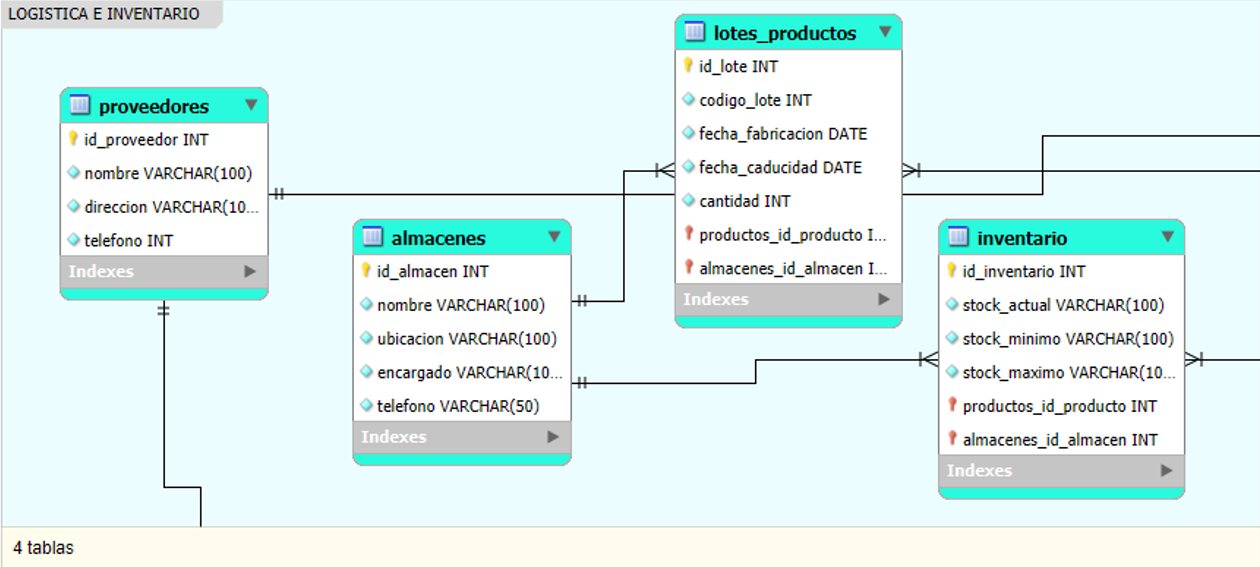 LOGISTICA E INVENTARIO
proveedores
id_proveedor INT
nombre VARCHAR(100)
direccion VARCHAR(10...
telefono INT
Indexes
almacenes
id_almacen INT
nombre VARCHAR(100)
ubicacion VARCHAR(100)
encargado VARCHAR(10...
telefono VARCHAR(50)
Indexes
lotes_productos
id_lote INT
codigo_lote INT
fecha_fabricacion DATE
fecha_caducidad DATE
cantidad INT
productos_id_producto I...
almacenes_id_almacen I...
Indexes
inventario
id_inventario INT
stock_actual VARCHAR(100)
stock_minimo VARCHAR(100)
stock_maximo VARCHAR(10...
productos_id_producto INT
almacenes_id_almacen INT
Indexes
4 tablas